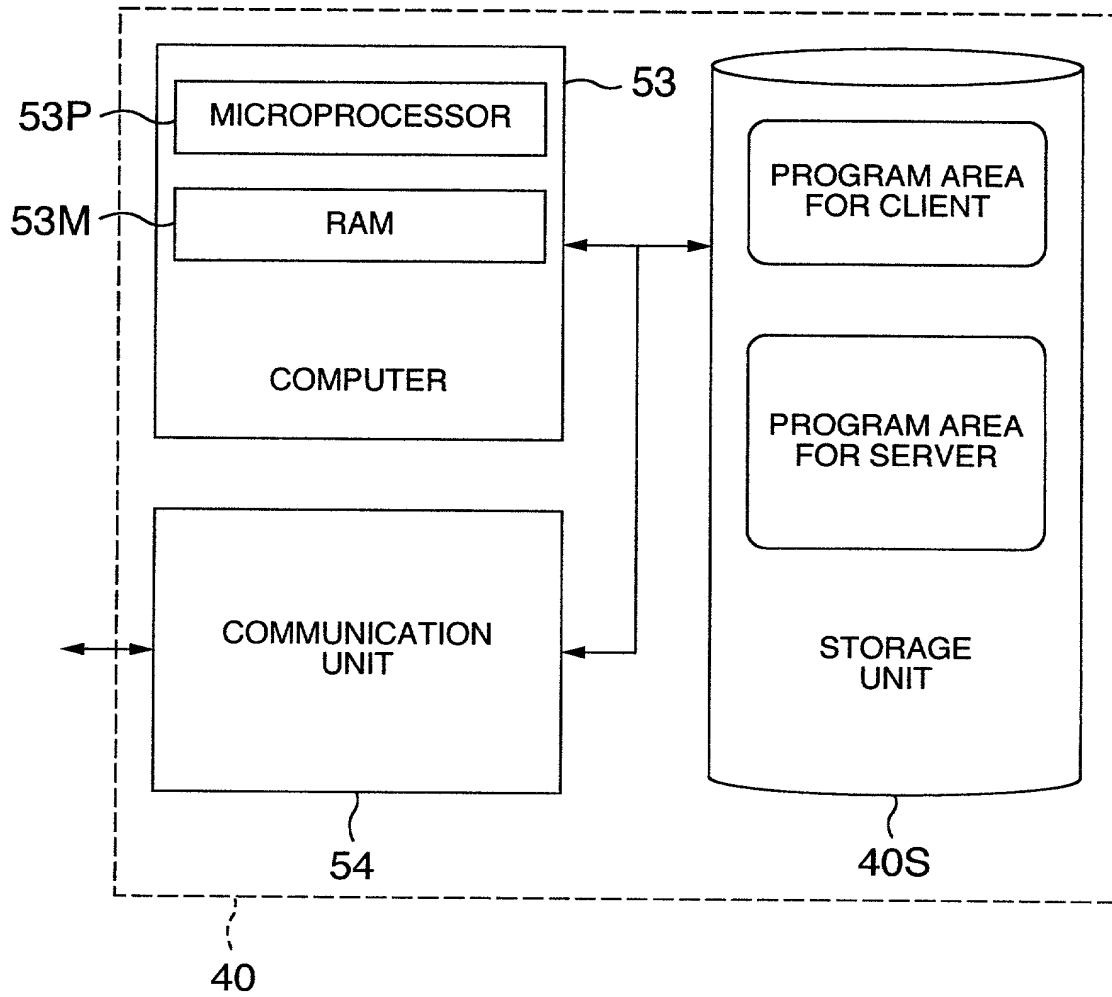 53
53P
MICROPROCESSOR
53M
RAM
COMPUTER
PROGRAM AREA
FOR CLIENT
PROGRAM AREA
FOR SERVER
COMMUNICATION
UNIT
STORAGE
UNIT
54
40S
40